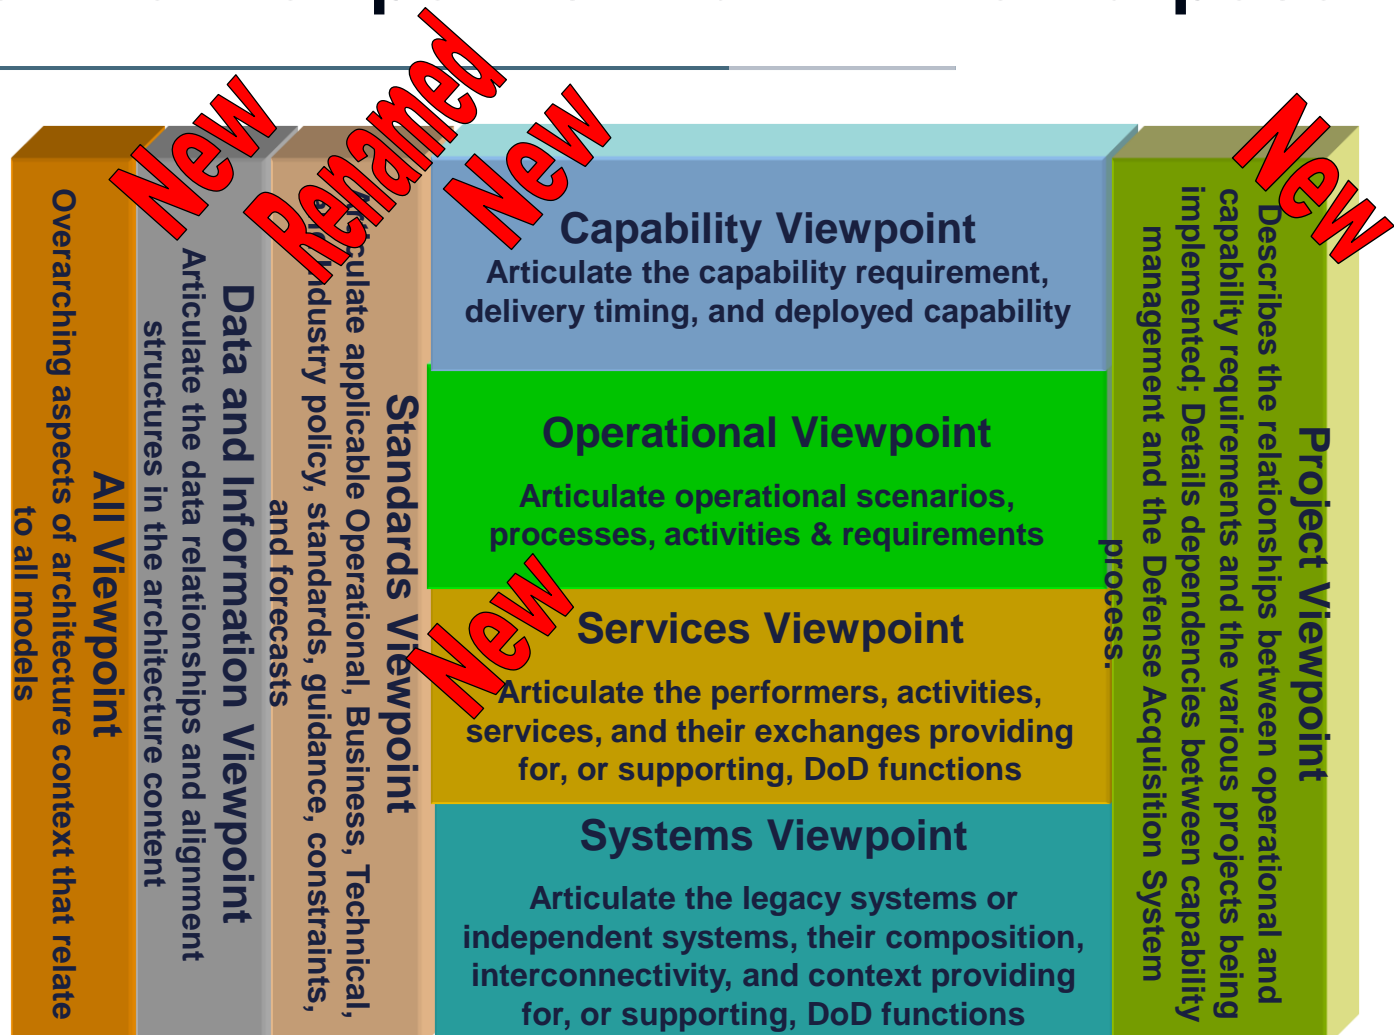 New
Renamed
New
New
All Viewpoint
Overarching aspects of architecture context that relate
to all models
Data and Information Viewpoint
Articulate the data relationships and alignment
structures in the architecture content
Standards Viewpoint
Articulate applicable Operational, Business, Technical,
and Industry policy, standards, guidance, constraints,
and forecasts
Capability Viewpoint
Articulate the capability requirement,
delivery timing, and deployed capability
Operational Viewpoint
Articulate operational scenarios,
processes, activities & requirements
New
Services Viewpoint
Articulate the performers, activities,
services, and their exchanges providing
for, or supporting, DoD functions
Systems Viewpoint
Articulate the legacy systems or
independent systems, their composition,
interconnectivity, and context providing
for, or supporting, DoD functions
Project Viewpoint
Describes the relationships between operational and
capability requirements and the various projects being
implemented; Details dependencies between capability
management and the Defense Acquisition System
process.